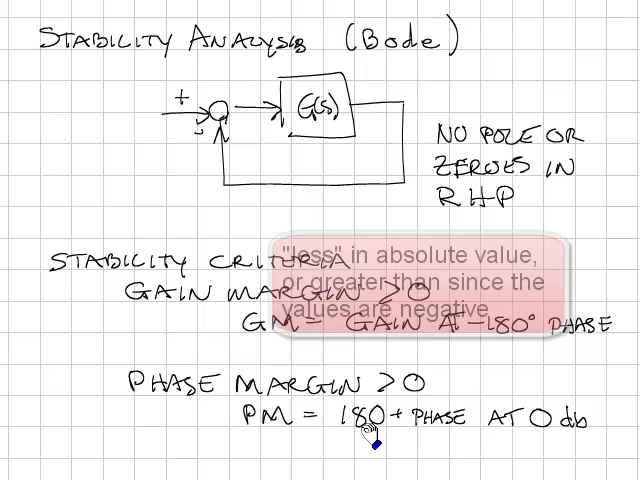 STABILITY ANALYSIS (Bode)
+
G(s)
-
NO POLE OR
ZEROES IN
RHP
STABILITY CRITERIA
"less" in absolute value,
or greater than since the
values are negative
GAIN MARGIN > 0
GM = GAIN AT -180° PHASE
PHASE MARGIN > 0
PM = 180 + PHASE AT 0 db